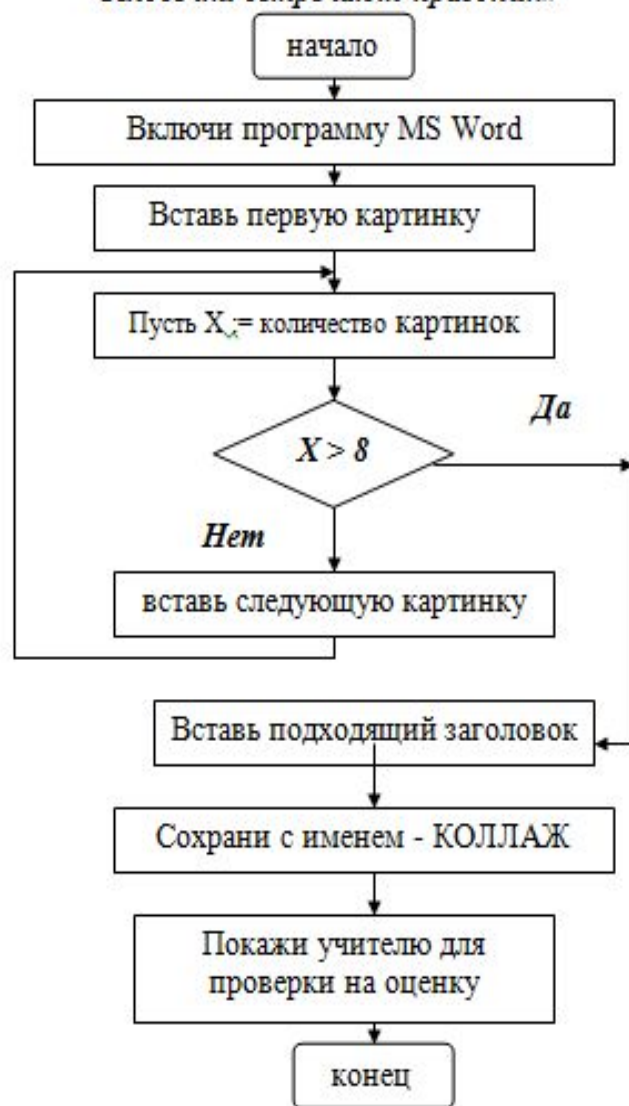 начало
Включи программу MS Word
Вставь первую картинку
Пусть X := количество картинок
Да
X > 8
Нет
вставь следующую картинку
Вставь подходящий заголовок
Сохрани с именем - КОЛЛАЖ
Покажи учителю для
проверки на оценку
конец